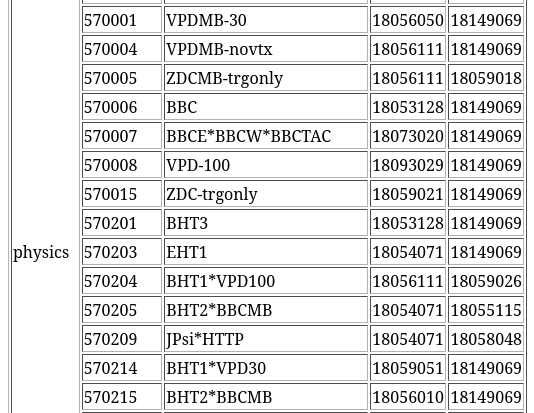 570001 VPDMB-30 18056050 18149069
570004 VPDMB-novtx 18056111 18149069
570005 ZDCMB-trgonly 18056111 18059018
570006 BBC 18053128 18149069
570007 BBCE*BBCW*BBCTAC 18073020 18149069
570008 VPD-100 18093029 18149069
570015 ZDC-trgonly 18059021 18149069
570201 BHT3 18053128 18149069
physics 570203 EHT1 18054071 18149069
570204 BHT1*VPD100 18056111 18059026
570205 BHT2*BBCMB 18054071 18055115
570209 JPsi*HTTP 18054071 18058048
570214 BHT1*VPD30 18059051 18149069
570215 BHT2*BBCMB 18056010 18149069